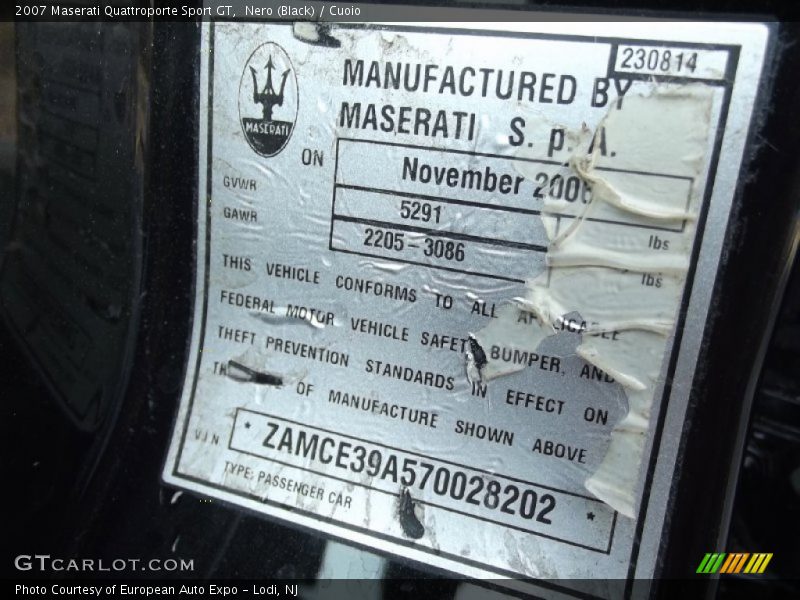 2007 Maserati Quattroporte Sport GT, Nero (Black) / Cuoio
230814
MASERATI
MANUFACTURED BY
MASERATI S. p. A.
ON November 2006
GVWR 5291 lbs
GAWR 2205-3086 lbs
THIS VEHICLE CONFORMS TO ALL APPLICABLE
FEDERAL MOTOR VEHICLE SAFETY BUMPER, AND
THEFT PREVENTION STANDARDS IN EFFECT ON
OF MANUFACTURE SHOWN ABOVE
VIN * ZAMCE39A570028202 *
TYPE: PASSENGER CAR
GTCARLOT.COM
Photo Courtesy of European Auto Expo - Lodi, NJ